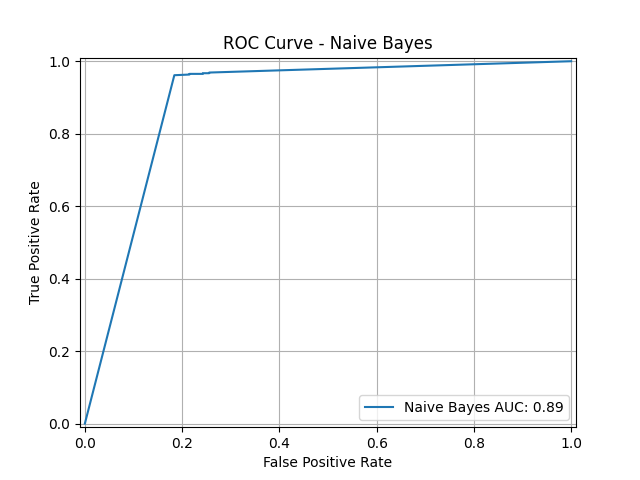 ROC Curve - Naive Bayes
True Positive Rate
1.0
0.8
0.6
0.4
0.2
0.0
Naive Bayes AUC: 0.89
0.0 0.2 0.4 0.6 0.8 1.0
False Positive Rate